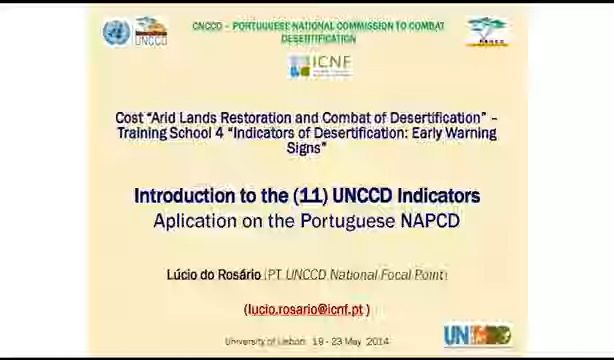 UNCCD
CNCCD – PORTUGUESE NATIONAL COMMISSION TO COMBAT
DESERTIFICATION
ICNF
Cost “Arid Lands Restoration and Combat of Desertification” –
Training School 4 “Indicators of Desertification: Early Warning
Signs”
Introduction to the (11) UNCCD Indicators
Aplication on the Portuguese NAPCD
Lúcio do Rosário (PT UNCCD National Focal Point)
(lucio.rosario@icnf.pt )
University of Lisbon: 19 - 23 May 2014